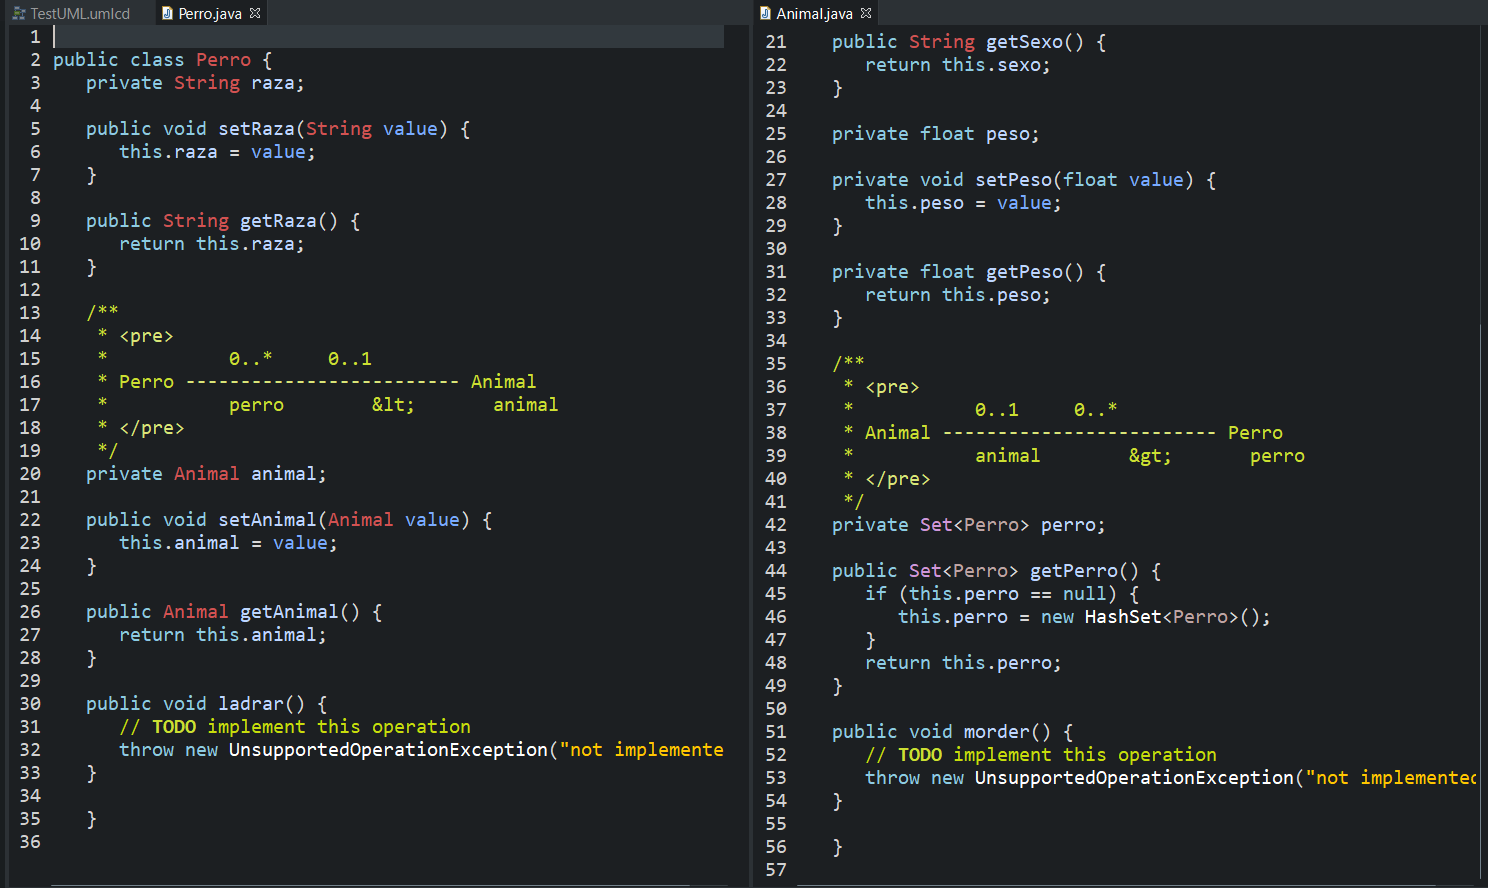 TestUML.umlcd
Perro.java
1
2 public class Perro {
3 private String raza;
4
5 public void setRaza(String value) {
6 this.raza = value;
7 }
8
9 public String getRaza() {
10 return this.raza;
11 }
12
13 /**
14 * <pre>
15 * 0..* 0..1
16 * Perro ------------------------- Animal
17 * perro &lt; animal
18 * </pre>
19 */
20 private Animal animal;
21
22 public void setAnimal(Animal value) {
23 this.animal = value;
24 }
25
26 public Animal getAnimal() {
27 return this.animal;
28 }
29
30 public void ladrar() {
31 // TODO implement this operation
32 throw new UnsupportedOperationException("not implemente
33 }
34
35 }
36
Animal.java
21 public String getSexo() {
22 return this.sexo;
23 }
24
25 private float peso;
26
27 private void setPeso(float value) {
28 this.peso = value;
29 }
30
31 private float getPeso() {
32 return this.peso;
33 }
34
35 /**
36 * <pre>
37 * 0..1 0..*
38 * Animal ------------------------- Perro
39 * animal &gt; perro
40 * </pre>
41 */
42 private Set<Perro> perro;
43
44 public Set<Perro> getPerro() {
45 if (this.perro == null) {
46 this.perro = new HashSet<Perro>();
47 }
48 return this.perro;
49 }
50
51 public void morder() {
52 // TODO implement this operation
53 throw new UnsupportedOperationException("not implemented
54 }
55
56 }
57